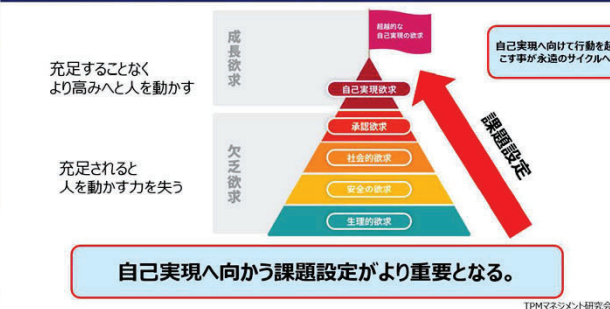 超越的な
自己実現の欲求
成長欲求
自己実現へ向けて行動を起
こす事が永遠のサイクルへ
充足することなく
より高みへと人を動かす
自己実現欲求
承認欲求
課題設定
欠乏欲求
社会的欲求
充足されると
人を動かす力を失う
安全の欲求
生理的欲求
自己実現へ向かう課題設定がより重要となる。
TPMマネジメント研究会